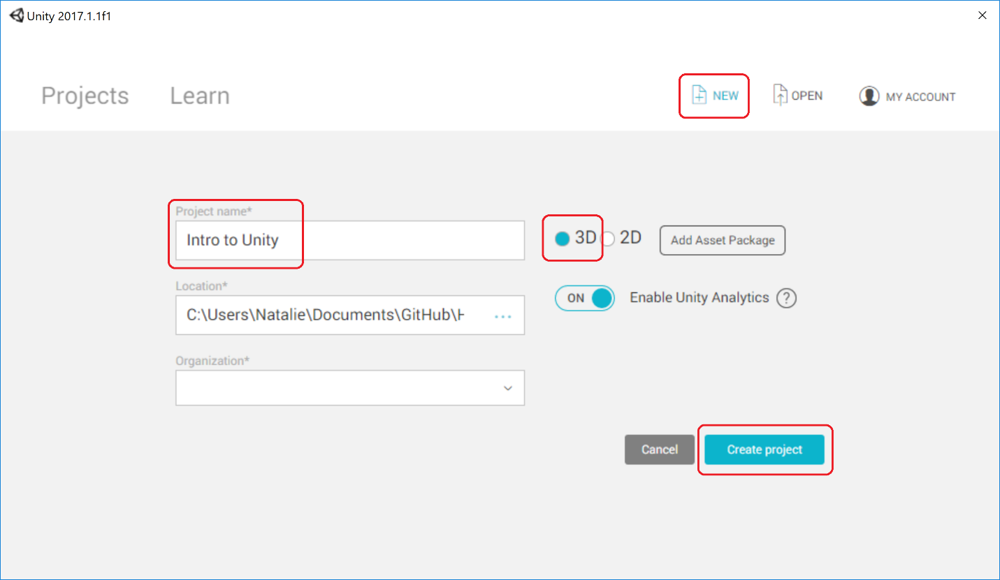 Unity 2017.1.1f1
Projects Learn NEW OPEN MY ACCOUNT
Project name*
Intro to Unity
3D 2D Add Asset Package
Location*
C:\Users\Natalie\Documents\GitHub\H
...
ON Enable Unity Analytics ?
Organization*
Cancel Create project